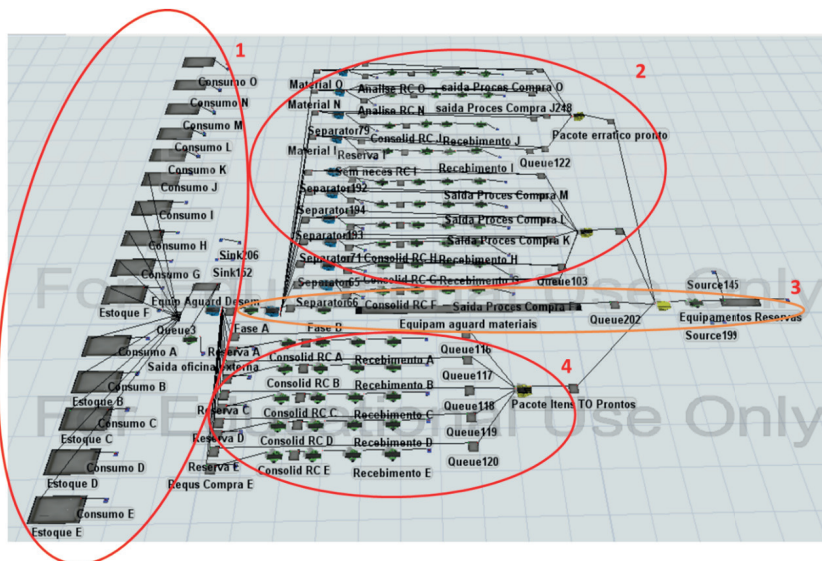 1
Consumo O
Consumo N
Consumo M
Consumo L
Consumo K
Consumo J
Consumo I
Consumo H
Consumo G
Estoque F
Consumo A
Consumo B
Estoque B
Consumo C
Estoque C
Consumo D
Estoque D
Consumo E
Estoque E
Sink206
Sink152
Equip Aguard Desem
Queue3
Saida oficina externa
2
Material O
Analise RC O
saida Proces Compra O
Material N
Analise RC N
saida Proces Compra J248
Pacote erratico pronto
Separator79
Consolid RC J
Recebimento J
Material I
Reserva I
Queue122
Sem neces RC I
Recebimento I
Separator192
Saida Proces Compra M
Separator194
Saida Proces Compra L
Separator193
Saida Proces Compra K
Separator71
Consolid RC H
Recebimento H
Separator65
Consolid RC G
Queue103
Separator66
Consolid RC F
Saida Proces Compra F
3
Source145
Queue202
Equipamentos Reservas
Source199
Fase A
Fase B
Equipam aguard materiais
4
Reserva A
Consolid RC A
Recebimento A
Queue116
Consolid RC B
Recebimento B
Queue117
Reserva C
Consolid RC C
Recebimento C
Queue118
Pacote Itens TO Prontos
Reserva D
Consolid RC D
Recebimento D
Queue119
Reserva E
Requs Compra E
Consolid RC E
Recebimento E
Queue120
Use Only
Use Only